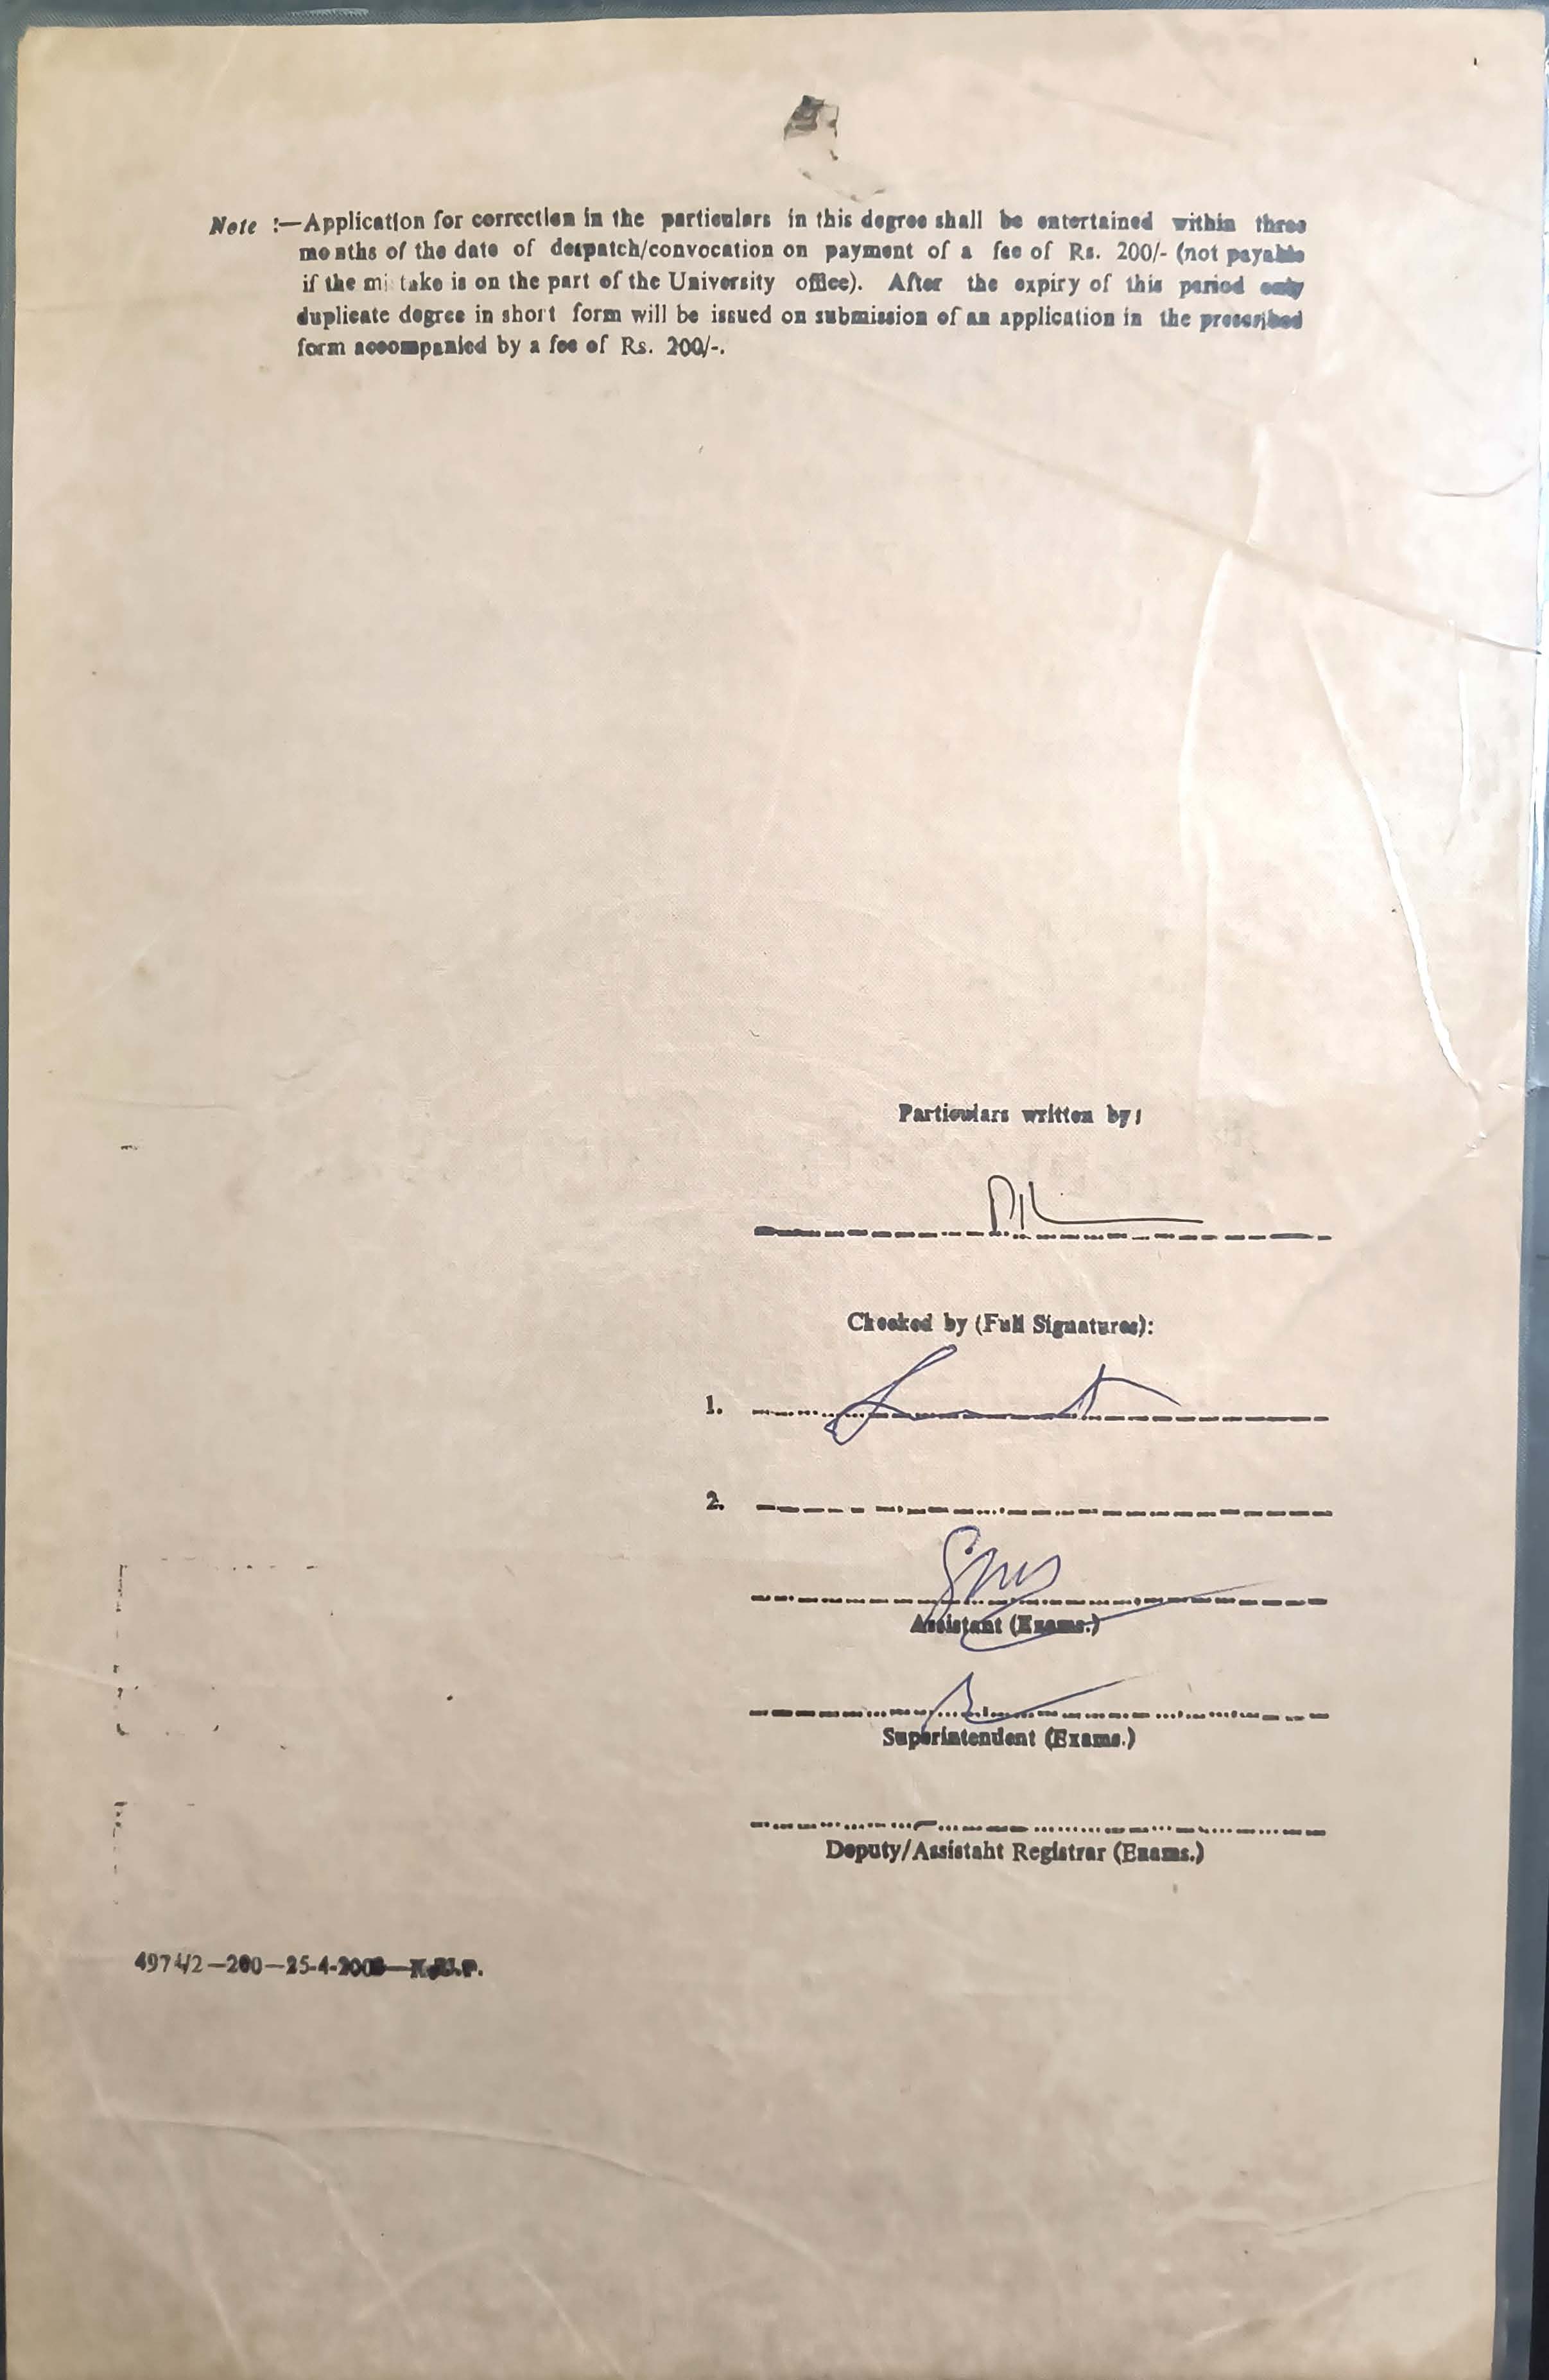 Note :—Application for correction in the particulars in this degree shall be entertained within three
months of the date of despatch/convocation on payment of a fee of Rs. 200/- (not payable
if the mistake is on the part of the University office). After the expiry of this period only
duplicate degree in short form will be issued on submission of an application in the prescribed
form accompanied by a fee of Rs. 200/-.
Particulars written by:
Checked by (Full Signatures):
1.
2.
Assistant (Exams.)
Superintendent (Exams.)
Deputy/Assistaht Registrar (Exams.)
4974/2—200—25-4-